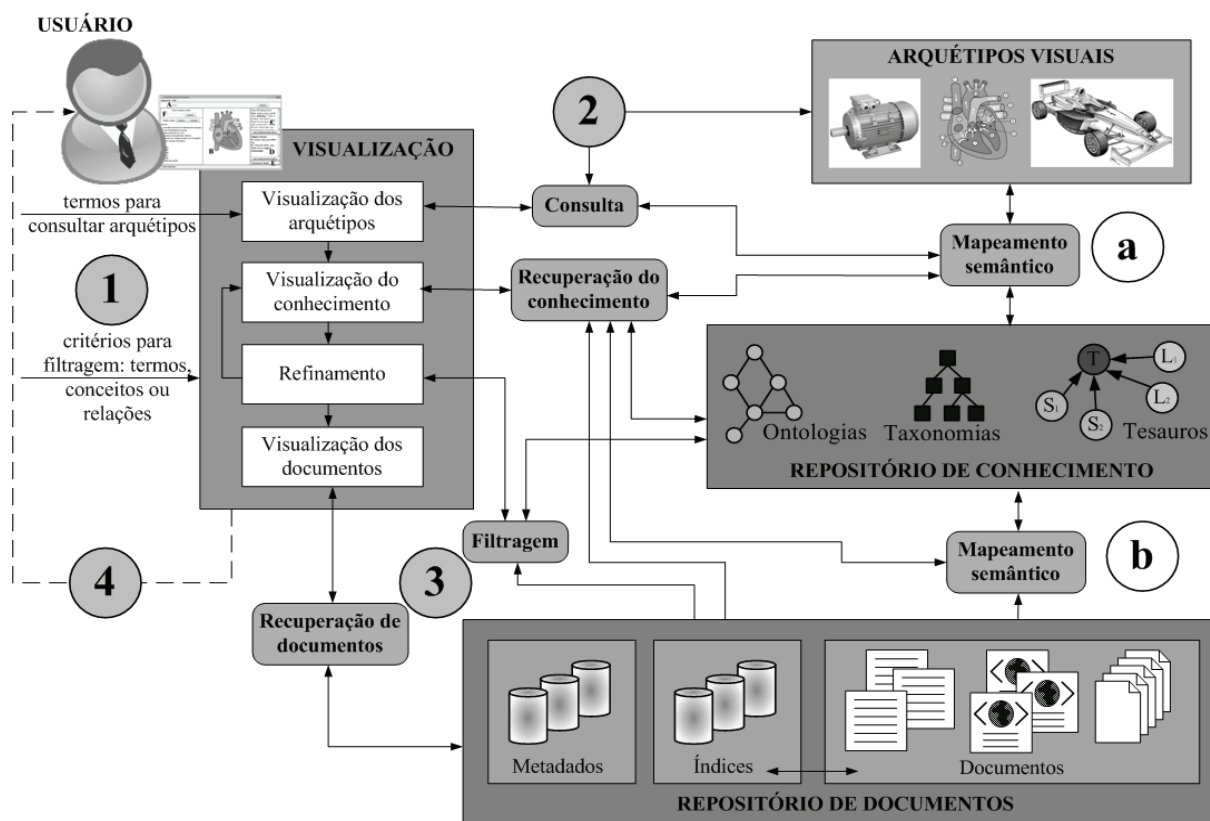 USUÁRIO
A
F
B
C
D
E
termos para
consultar arquétipos
1
critérios para
filtragem: termos,
conceitos ou
relações
4
VISUALIZAÇÃO
Visualização dos
arquétipos
Visualização do
conhecimento
Refinamento
Visualização dos
documentos
2
Consulta
Recuperação do
conhecimento
Filtragem
3
Recuperação de
documentos
ARQUÉTIPOS VISUAIS
Mapeamento
semântico
a
Ontologias
Taxonomias
T
L1
L2
S1
S2
Tesauros
REPOSITÓRIO DE CONHECIMENTO
Mapeamento
semântico
b
Metadados
Índices
Documentos
REPOSITÓRIO DE DOCUMENTOS